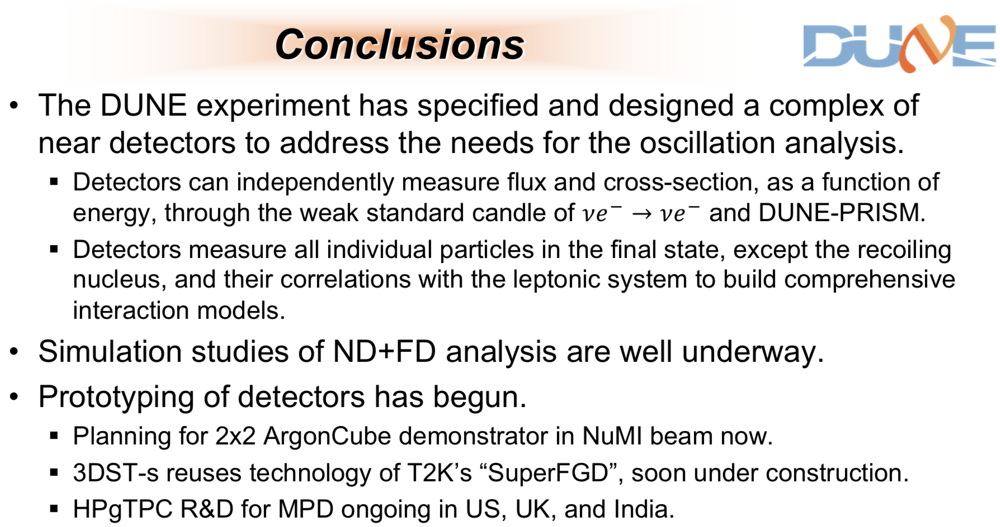 Conclusions
DUNE
• The DUNE experiment has specified and designed a complex of
near detectors to address the needs for the oscillation analysis.
▪ Detectors can independently measure flux and cross-section, as a function of
energy, through the weak standard candle of 𝜈𝑒⁻ → 𝜈𝑒⁻ and DUNE-PRISM.
▪ Detectors measure all individual particles in the final state, except the recoiling
nucleus, and their correlations with the leptonic system to build comprehensive
interaction models.
• Simulation studies of ND+FD analysis are well underway.
• Prototyping of detectors has begun.
▪ Planning for 2x2 ArgonCube demonstrator in NuMI beam now.
▪ 3DST-s reuses technology of T2K’s “SuperFGD”, soon under construction.
▪ HPgTPC R&D for MPD ongoing in US, UK, and India.